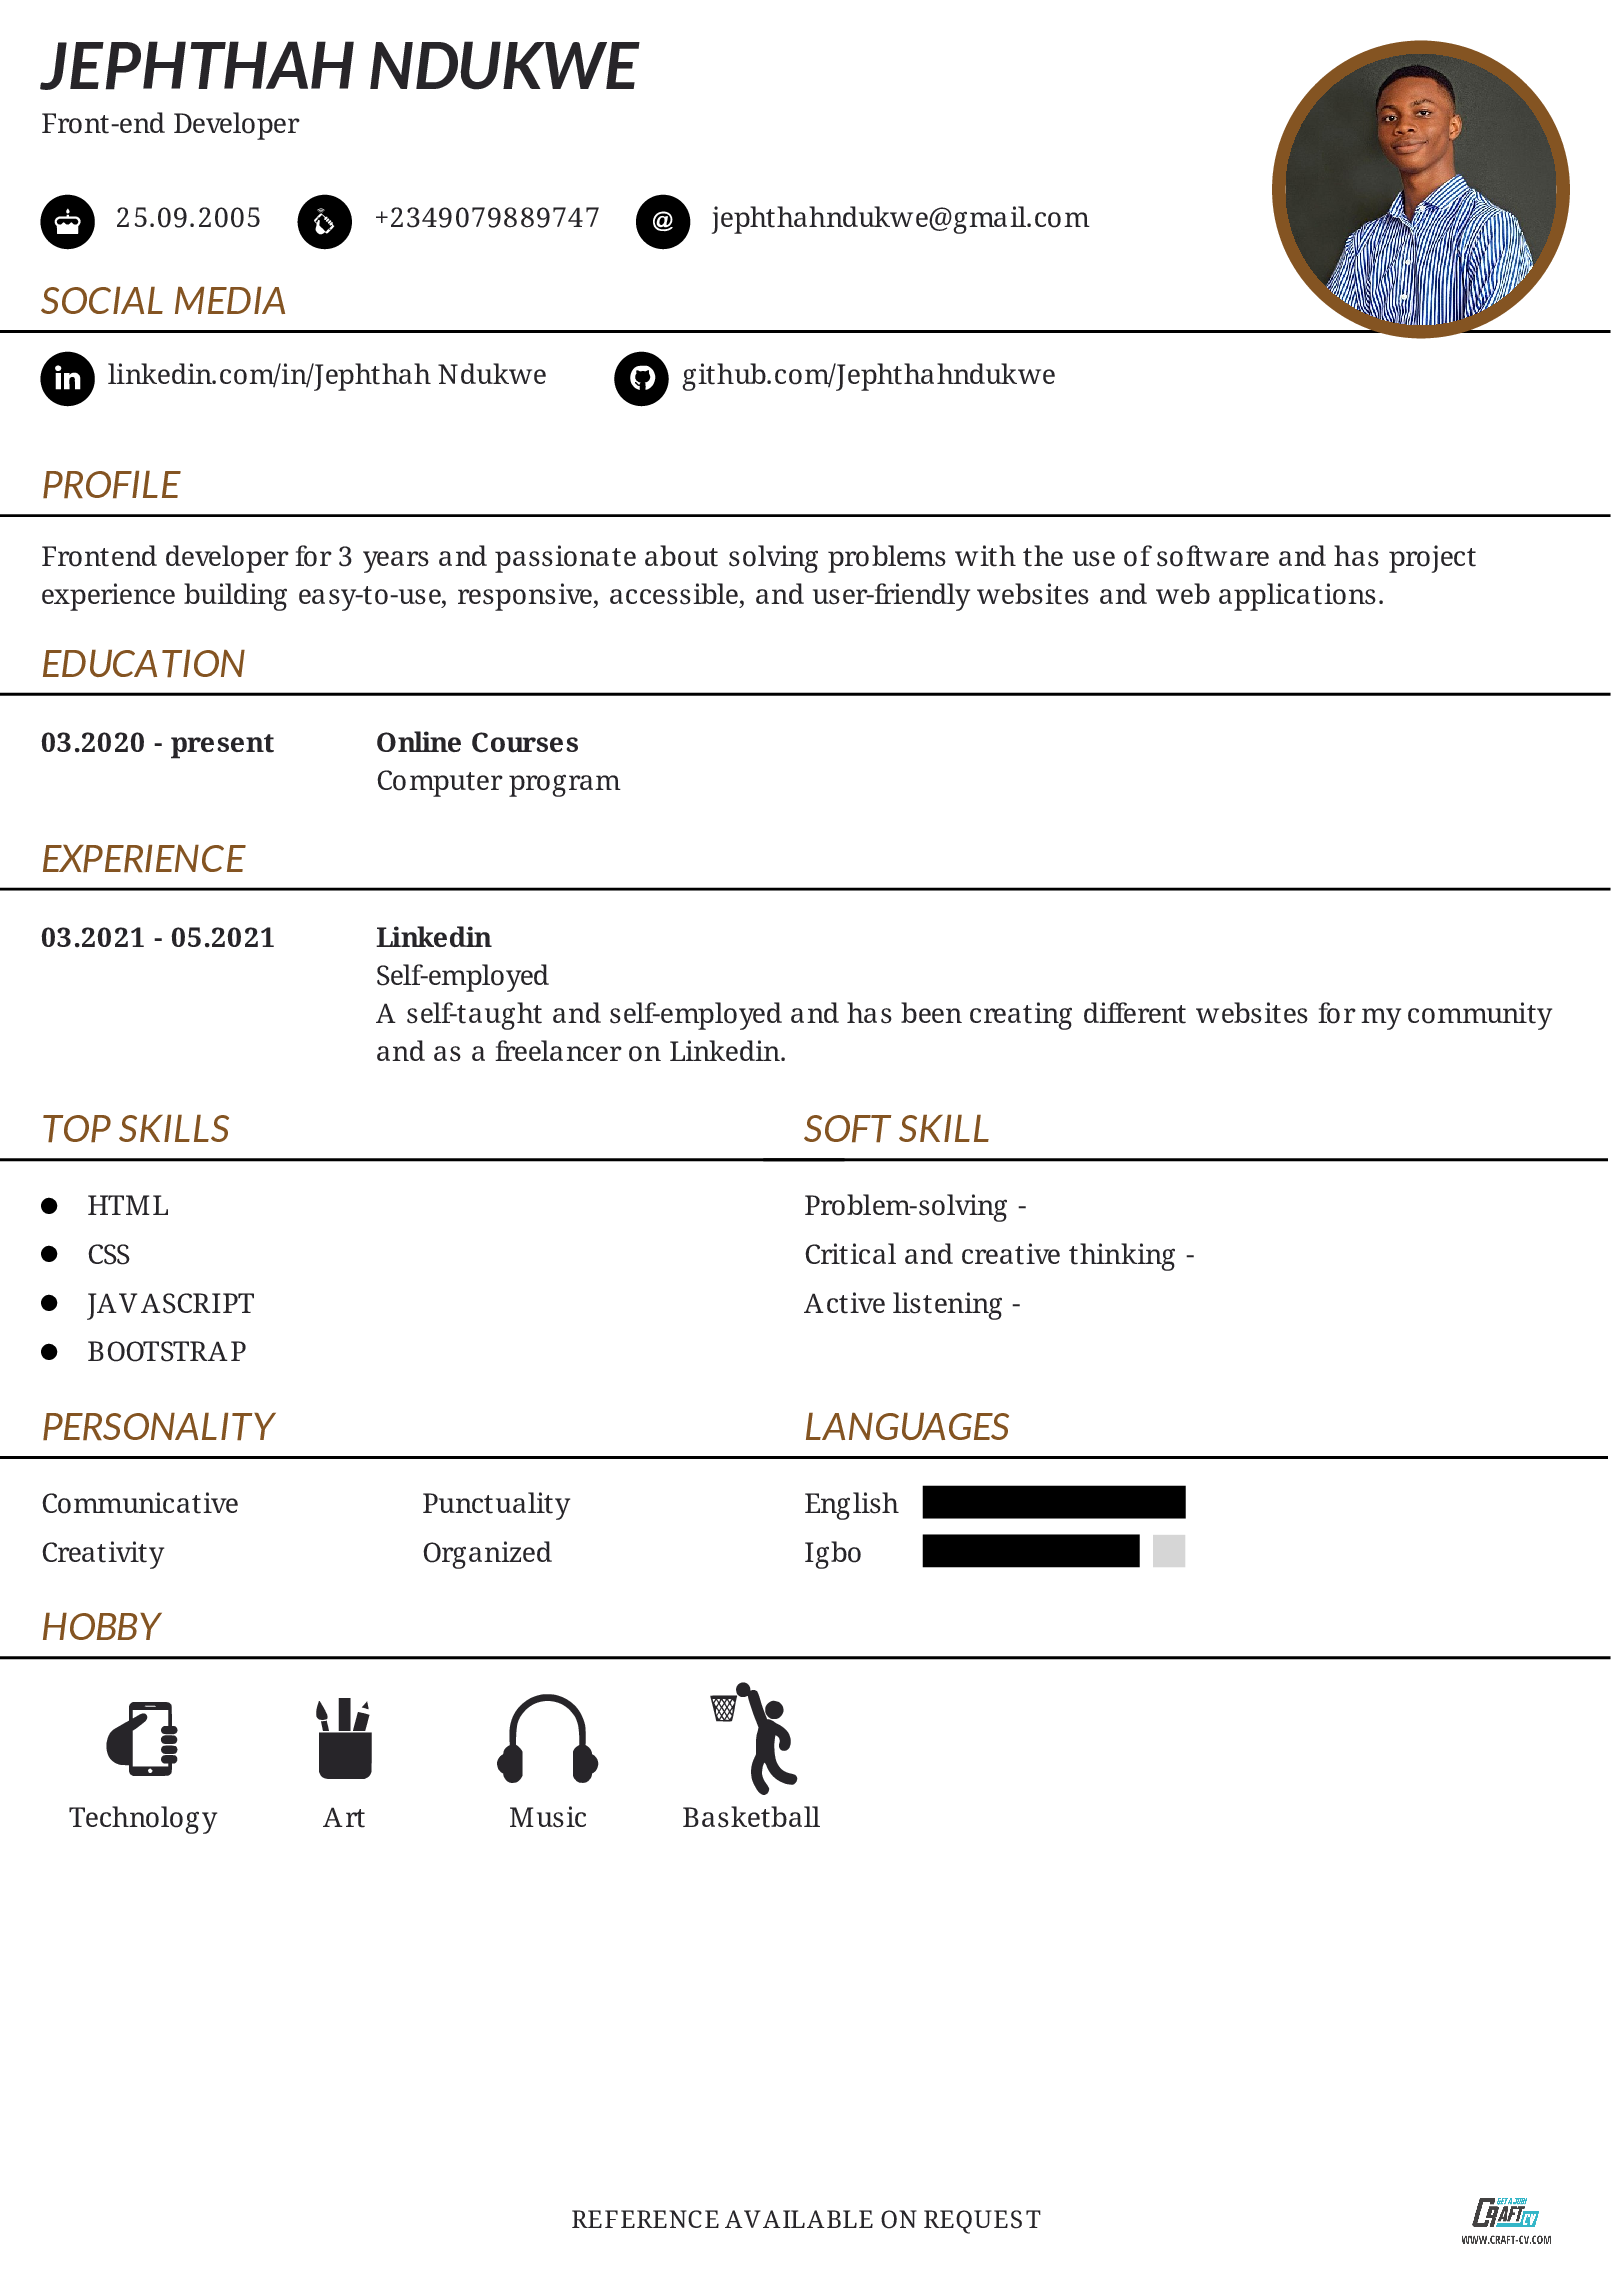 JEPHTHAH NDUKWE
Front-end Developer
25.09.2005 +2349079889747 @ jephthahndukwe@gmail.com
SOCIAL MEDIA
in linkedin.com/in/Jephthah Ndukwe github.com/Jephthahndukwe
PROFILE
Frontend developer for 3 years and passionate about solving problems with the use of software and has project
experience building easy-to-use, responsive, accessible, and user-friendly websites and web applications.
EDUCATION
03.2020 - present Online Courses
Computer program
EXPERIENCE
03.2021 - 05.2021 Linkedin
Self-employed
A self-taught and self-employed and has been creating different websites for my community
and as a freelancer on Linkedin.
TOP SKILLS
● HTML
● CSS
● JAVASCRIPT
● BOOTSTRAP
SOFT SKILL
Problem-solving -
Critical and creative thinking -
Active listening -
PERSONALITY
Communicative Punctuality
Creativity Organized
LANGUAGES
English
Igbo
HOBBY
Technology Art Music Basketball
REFERENCE AVAILABLE ON REQUEST
GET A JOB!
CRAFT CV
WWW.CRAFT-CV.COM